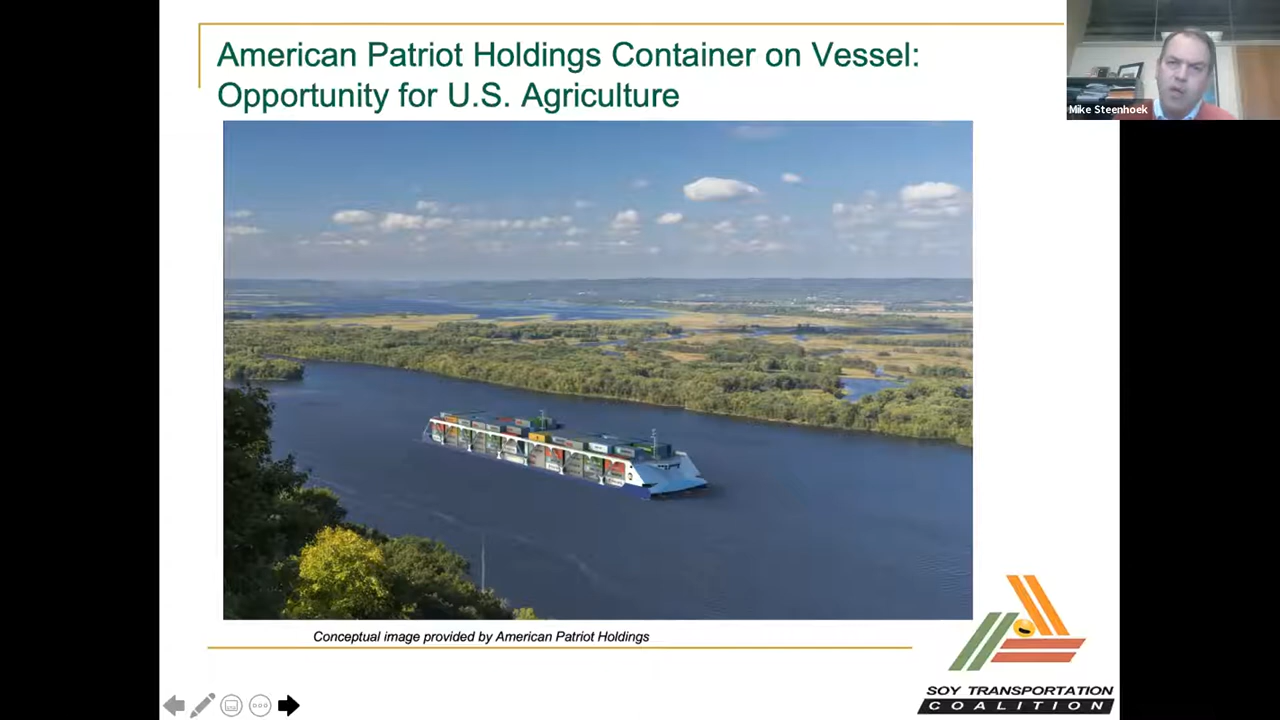 American Patriot Holdings Container on Vessel:
Opportunity for U.S. Agriculture
Mike Steenhoek
Conceptual image provided by American Patriot Holdings
SOY TRANSPORTATION
COALITION